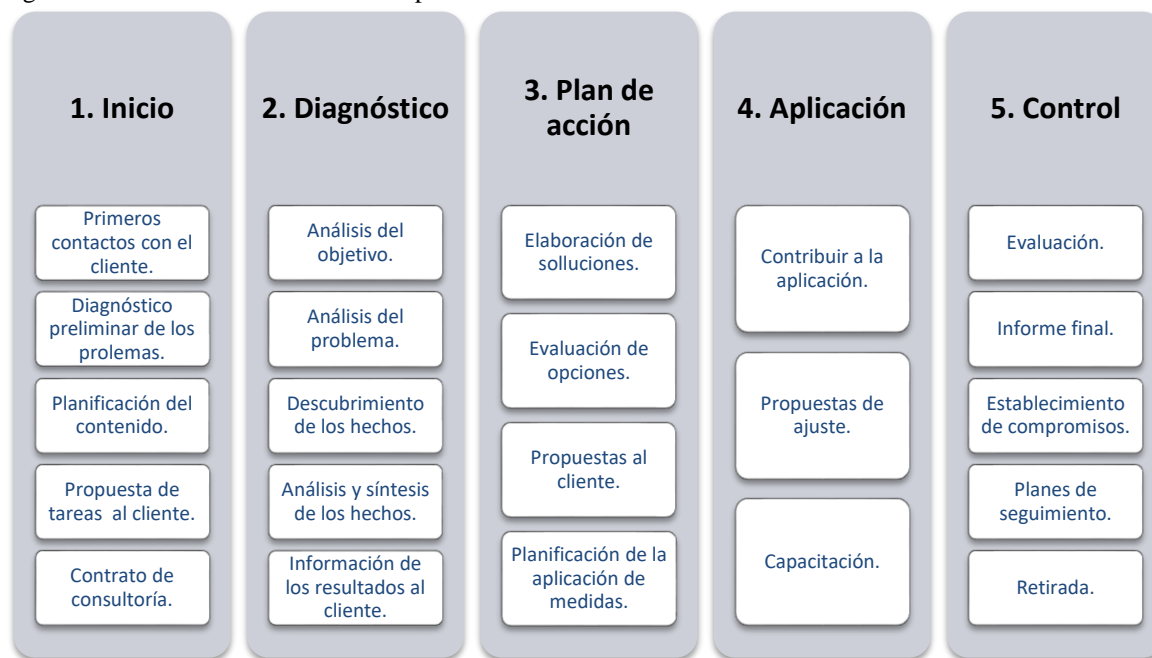 1. Inicio
Primeros
contactos con el
cliente.
Diagnóstico
preliminar de los
prolemas.
Planificación del
contenido.
Propuesta de
tareas al cliente.
Contrato de
consultoría.
2. Diagnóstico
Análisis del
objetivo.
Análisis del
problema.
Descubrimiento
de los hechos.
Análisis y síntesis
de los hechos.
Información de
los resultados al
cliente.
3. Plan de
acción
Elaboración de
solluciones.
Evaluación de
opciones.
Propuestas al
cliente.
Planificación de la
aplicación de
medidas.
4. Aplicación
Contribuir a la
aplicación.
Propuestas de
ajuste.
Capacitación.
5. Control
Evaluación.
Informe final.
Establecimiento
de compromisos.
Planes de
seguimiento.
Retirada.